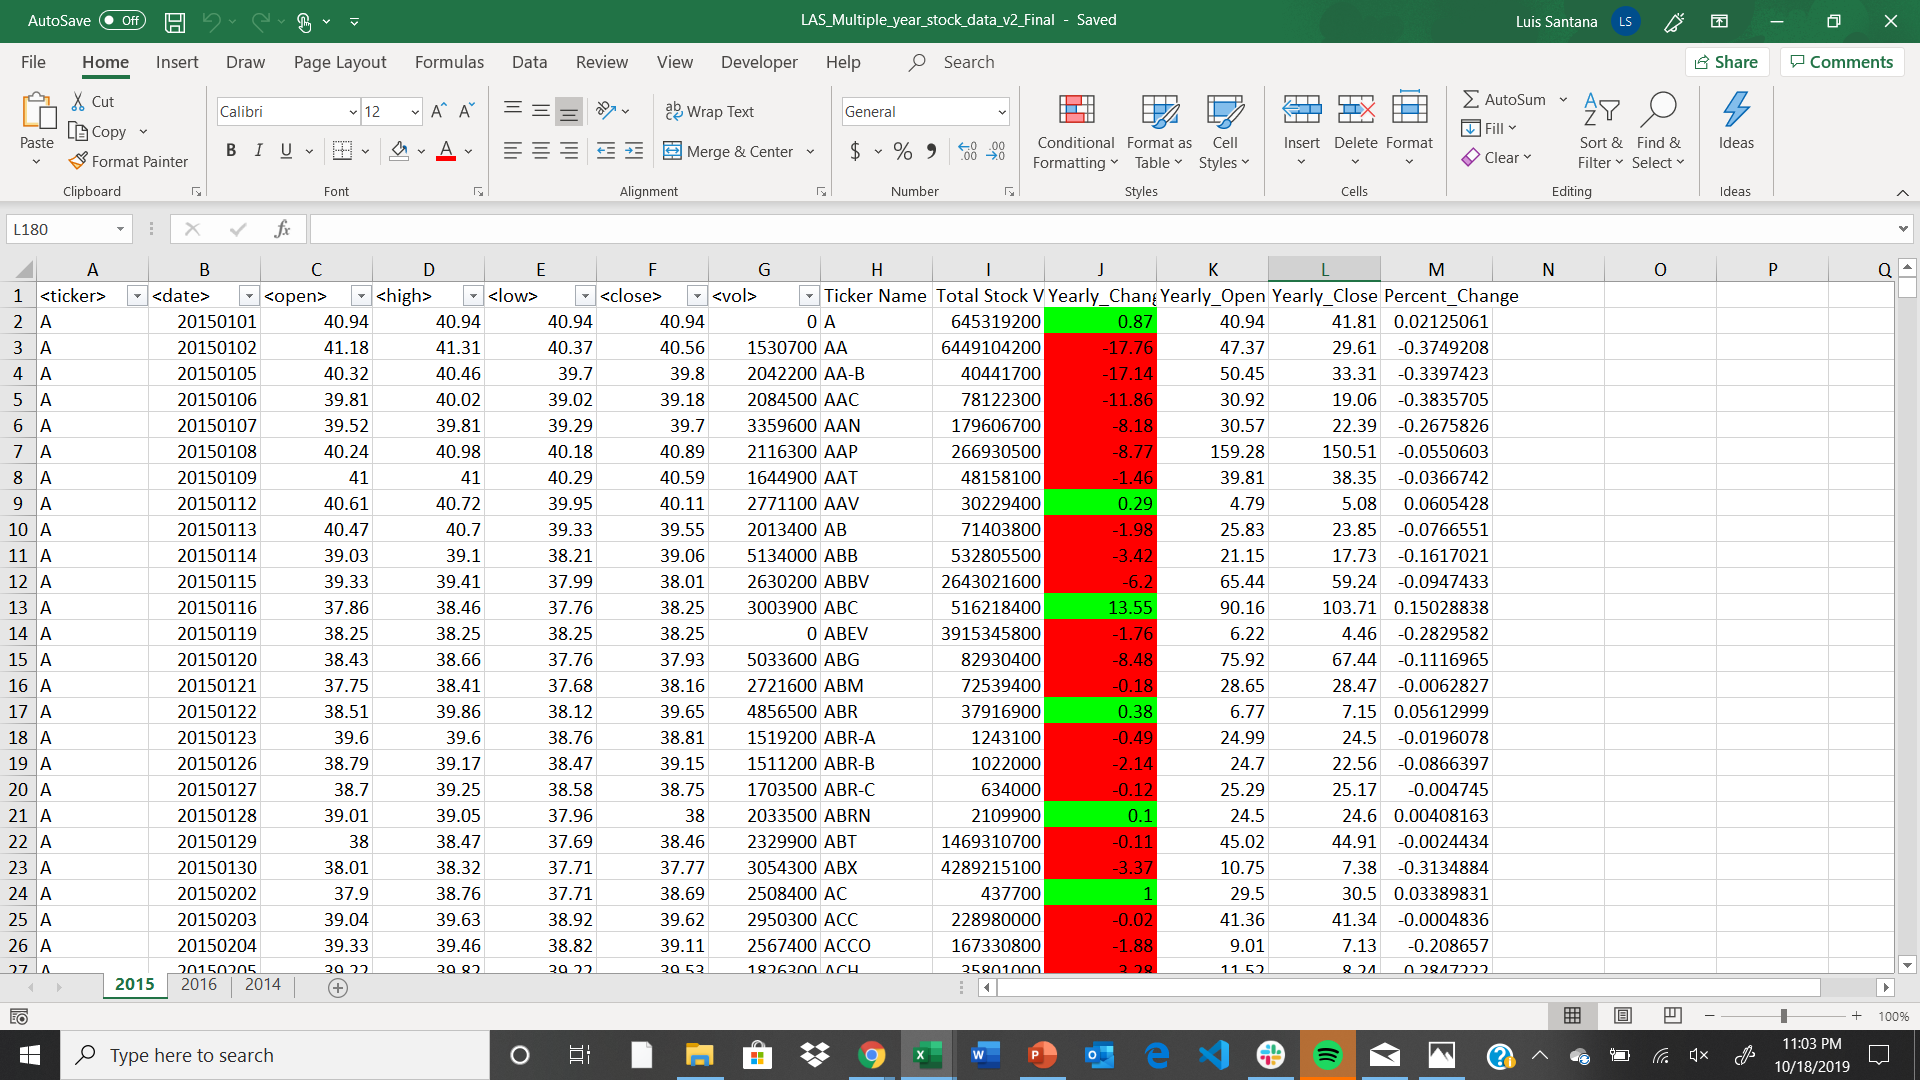 AutoSave Off LAS_Multiple_year_stock_data_v2_Final - Saved Luis Santana LS
File Home Insert Draw Page Layout Formulas Data Review View Developer Help Search Share Comments
Paste Cut Copy Format Painter Clipboard
Calibri 12 A A B I U A Font
ab Wrap Text Merge & Center Alignment
General $ % Number
Conditional Formatting Format as Table Cell Styles Styles
Insert Delete Format Cells
AutoSum Fill Clear Sort & Filter Find & Select Editing
Ideas Ideas
L180 fx
A B C D E F G H I J K L M N O P Q
1 <ticker> <date> <open> <high> <low> <close> <vol> Ticker Name Total Stock V Yearly_Chang Yearly_Open Yearly_Close Percent_Change
2 A 20150101 40.94 40.94 40.94 40.94 0 A 645319200 0.87 40.94 41.81 0.02125061
3 A 20150102 41.18 41.31 40.37 40.56 1530700 AA 6449104200 -17.76 47.37 29.61 -0.3749208
4 A 20150105 40.32 40.46 39.7 39.8 2042200 AA-B 40441700 -17.14 50.45 33.31 -0.3397423
5 A 20150106 39.81 40.02 39.02 39.18 2084500 AAC 78122300 -11.86 30.92 19.06 -0.3835705
6 A 20150107 39.52 39.81 39.29 39.7 3359600 AAN 179606700 -8.18 30.57 22.39 -0.2675826
7 A 20150108 40.24 40.98 40.18 40.89 2116300 AAP 266930500 -8.77 159.28 150.51 -0.0550603
8 A 20150109 41 41 40.29 40.59 1644900 AAT 48158100 -1.46 39.81 38.35 -0.0366742
9 A 20150112 40.61 40.72 39.95 40.11 2771100 AAV 30229400 0.29 4.79 5.08 0.0605428
10 A 20150113 40.47 40.7 39.33 39.55 2013400 AB 71403800 -1.98 25.83 23.85 -0.0766551
11 A 20150114 39.03 39.1 38.21 39.06 5134000 ABB 532805500 -3.42 21.15 17.73 -0.1617021
12 A 20150115 39.33 39.41 37.99 38.01 2630200 ABBV 2643021600 -6.2 65.44 59.24 -0.0947433
13 A 20150116 37.86 38.46 37.76 38.25 3003900 ABC 516218400 13.55 90.16 103.71 0.15028838
14 A 20150119 38.25 38.25 38.25 38.25 0 ABEV 3915345800 -1.76 6.22 4.46 -0.2829582
15 A 20150120 38.43 38.66 37.76 37.93 5033600 ABG 82930400 -8.48 75.92 67.44 -0.1116965
16 A 20150121 37.75 38.41 37.68 38.16 2721600 ABM 72539400 -0.18 28.65 28.47 -0.0062827
17 A 20150122 38.51 39.86 38.12 39.65 4856500 ABR 37916900 0.38 6.77 7.15 0.05612999
18 A 20150123 39.6 39.6 38.76 38.81 1519200 ABR-A 1243100 -0.49 24.99 24.5 -0.0196078
19 A 20150126 38.79 39.17 38.47 39.15 1511200 ABR-B 1022000 -2.14 24.7 22.56 -0.0866397
20 A 20150127 38.7 39.25 38.58 38.75 1703500 ABR-C 634000 -0.12 25.29 25.17 -0.004745
21 A 20150128 39.01 39.05 37.96 38 2033500 ABRN 2109900 0.1 24.5 24.6 0.00408163
22 A 20150129 38 38.47 37.69 38.46 2329900 ABT 1469310700 -0.11 45.02 44.91 -0.0024434
23 A 20150130 38.01 38.32 37.71 37.77 3054300 ABX 4289215100 -3.37 10.75 7.38 -0.3134884
24 A 20150202 37.9 38.76 37.71 38.69 2508400 AC 437700 1 29.5 30.5 0.03389831
25 A 20150203 39.04 39.63 38.92 39.62 2950300 ACC 228980000 -0.02 41.36 41.34 -0.0004836
26 A 20150204 39.33 39.46 38.82 39.11 2567400 ACCO 167330800 -1.88 9.01 7.13 -0.208657
27 A 20150205 39.22 39.82 39.22 39.53 1826300 ACH 35801000 -3.28 11.52 8.24 -0.2847222
2015 2016 2014
100%
Type here to search 11:03 PM
10/18/2019